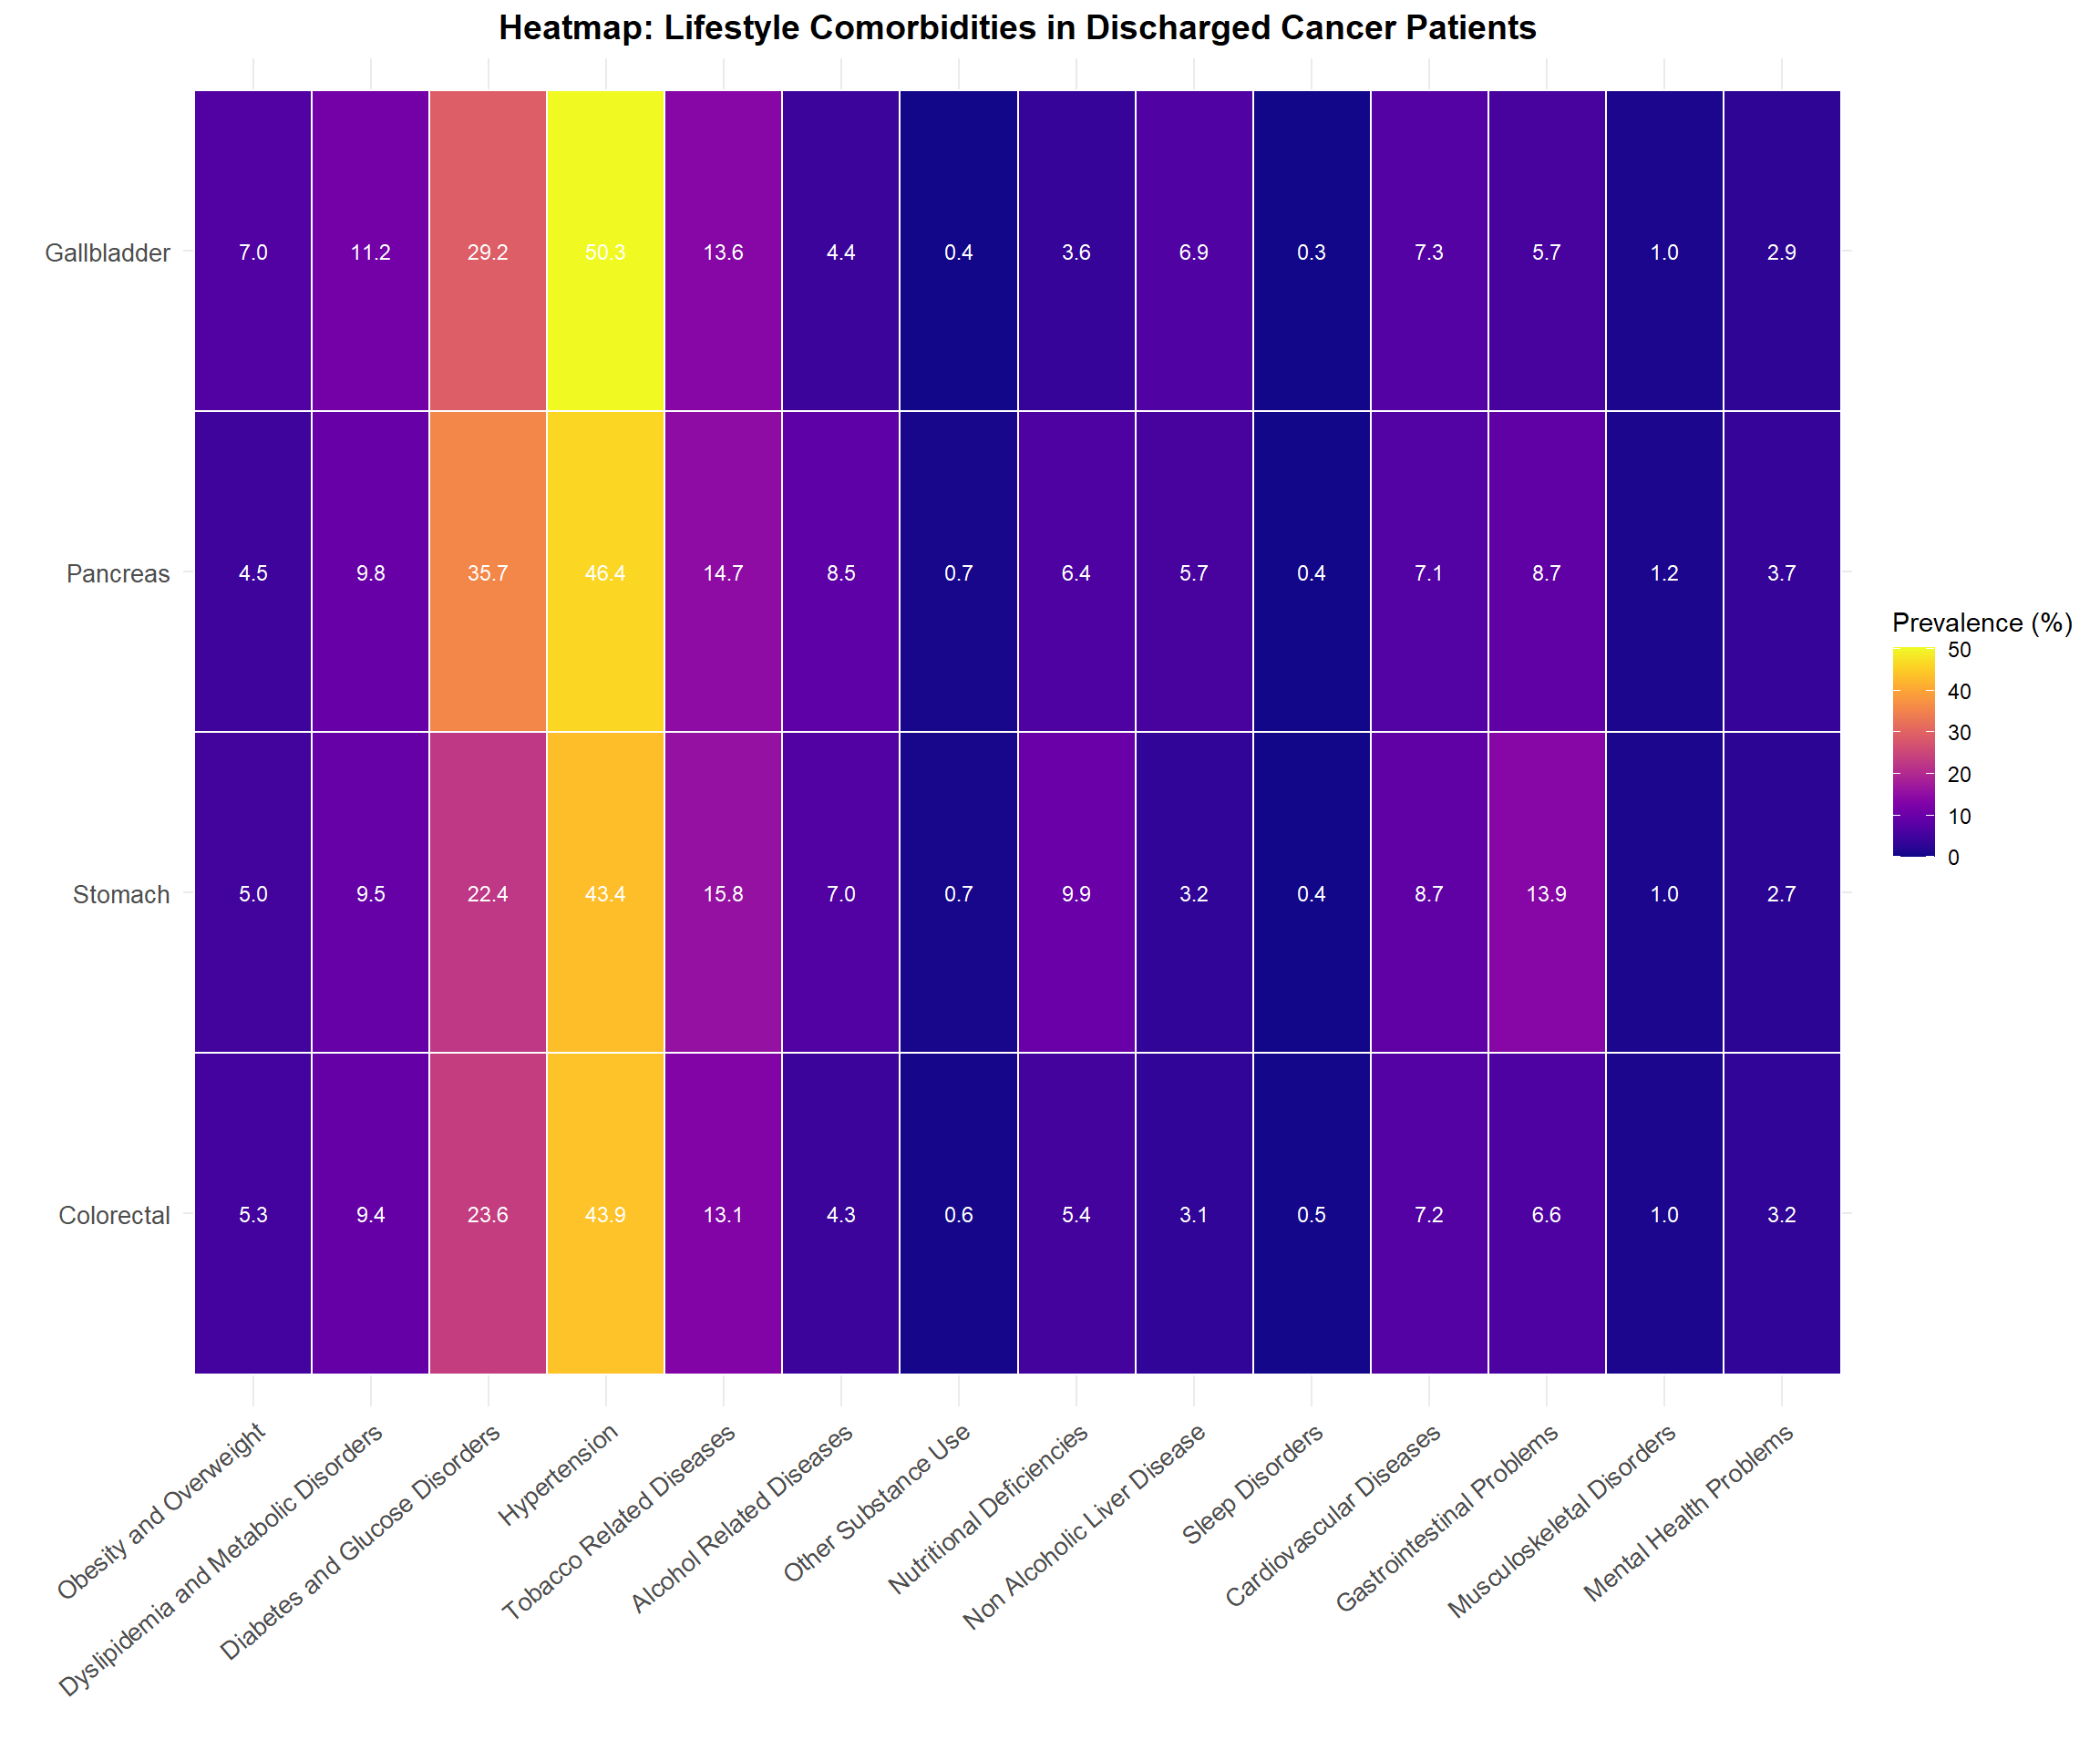 Heatmap: Lifestyle Comorbidities in Discharged Cancer Patients
Gallbladder 7.0 11.2 29.2 50.3 13.6 4.4 0.4 3.6 6.9 0.3 7.3 5.7 1.0 2.9
Pancreas 4.5 9.8 35.7 46.4 14.7 8.5 0.7 6.4 5.7 0.4 7.1 8.7 1.2 3.7
Stomach 5.0 9.5 22.4 43.4 15.8 7.0 0.7 9.9 3.2 0.4 8.7 13.9 1.0 2.7
Colorectal 5.3 9.4 23.6 43.9 13.1 4.3 0.6 5.4 3.1 0.5 7.2 6.6 1.0 3.2
Obesity and Overweight
Dyslipidemia and Metabolic Disorders
Diabetes and Glucose Disorders
Hypertension
Tobacco Related Diseases
Alcohol Related Diseases
Other Substance Use
Nutritional Deficiencies
Non Alcoholic Liver Disease
Sleep Disorders
Cardiovascular Diseases
Gastrointestinal Problems
Musculoskeletal Disorders
Mental Health Problems
Prevalence (%)
50
40
30
20
10
0